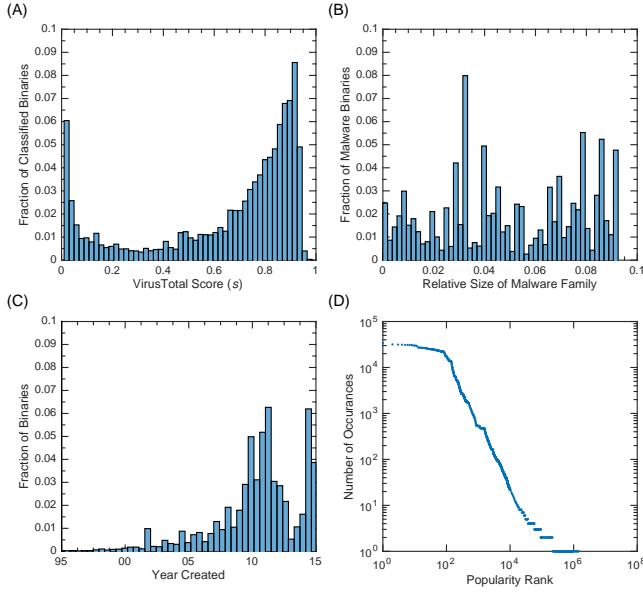 (A)
0.1
0.09
0.08
0.07
0.06
0.05
0.04
0.03
0.02
0.01
0
Fraction of Classified Binaries
0 0.2 0.4 0.6 0.8 1
VirusTotal Score (s)
(B)
0.1
0.09
0.08
0.07
0.06
0.05
0.04
0.03
0.02
0.01
0
Fraction of Malware Binaries
0 0.02 0.04 0.06 0.08 0.1
Relative Size of Malware Family
(C)
0.1
0.09
0.08
0.07
0.06
0.05
0.04
0.03
0.02
0.01
0
Fraction of Binaries
95 00 05 10 15
Year Created
(D)
10^5
10^4
10^3
10^2
10^1
10^0
Number of Occurances
10^0 10^2 10^4 10^6 10^8
Popularity Rank